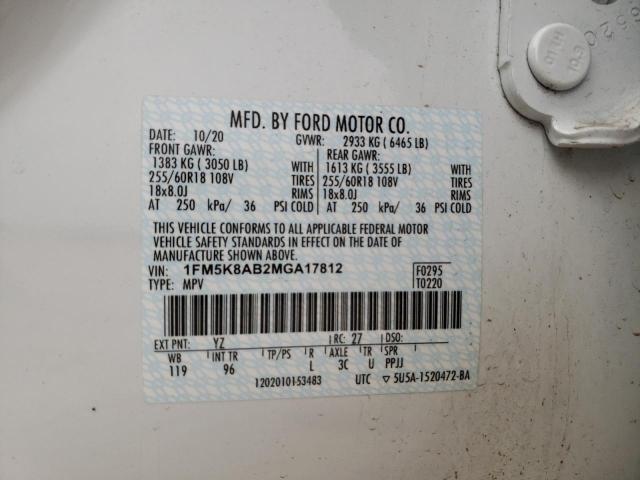 MFD. BY FORD MOTOR CO.
DATE: 10/20 GVWR: 2933 KG ( 6465 LB)
FRONT GAWR: REAR GAWR:
1383 KG ( 3050 LB) WITH 1613 KG ( 3555 LB) WITH
255/60R18 108V TIRES 255/60R18 108V TIRES
18x8.0J RIMS 18x8.0J RIMS
AT 250 kPa/ 36 PSI COLD AT 250 kPa/ 36 PSI COLD
THIS VEHICLE CONFORMS TO ALL APPLICABLE FEDERAL MOTOR
VEHICLE SAFETY STANDARDS IN EFFECT ON THE DATE OF
MANUFACTURE SHOWN ABOVE.
VIN: 1FM5K8AB2MGA17812 F0295
TYPE: MPV T0220
EXT PNT: YZ RC: 27 DSO:
WB INT TR TP/PS R AXLE TR SPR
119 96 L 3C U PPJJ
1202010153483 UTC ▽ 5U5A-1520472-BA